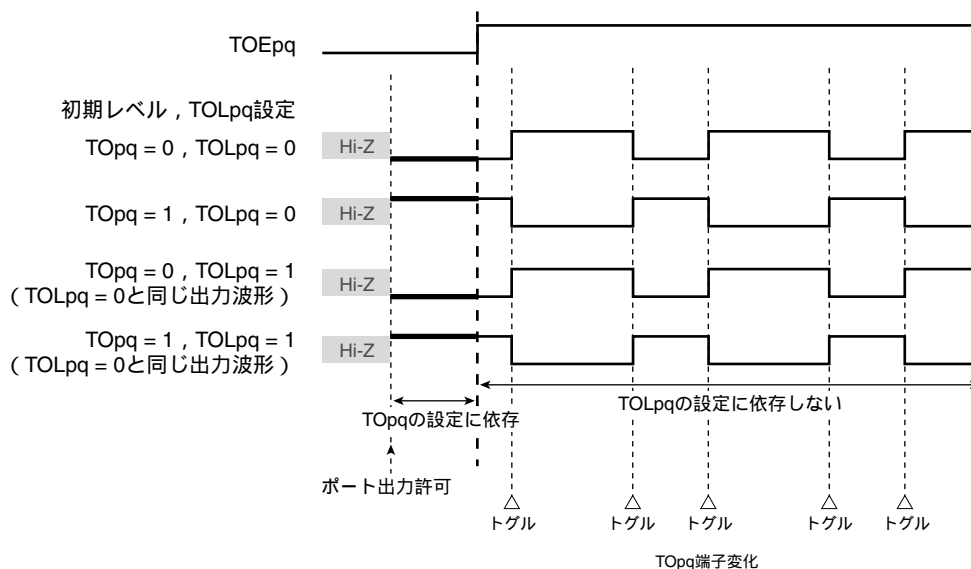 TOEpq
初期レベル , TOLpq設定
TOpq = 0 , TOLpq = 0
Hi-Z
TOpq = 1 , TOLpq = 0
Hi-Z
TOpq = 0 , TOLpq = 1
( TOLpq = 0と同じ出力波形 )
Hi-Z
TOpq = 1 , TOLpq = 1
( TOLpq = 0と同じ出力波形 )
Hi-Z
TOpqの設定に依存
TOLpqの設定に依存しない
ポート出力許可
トグル
トグル
トグル
トグル
トグル
TOpq端子変化